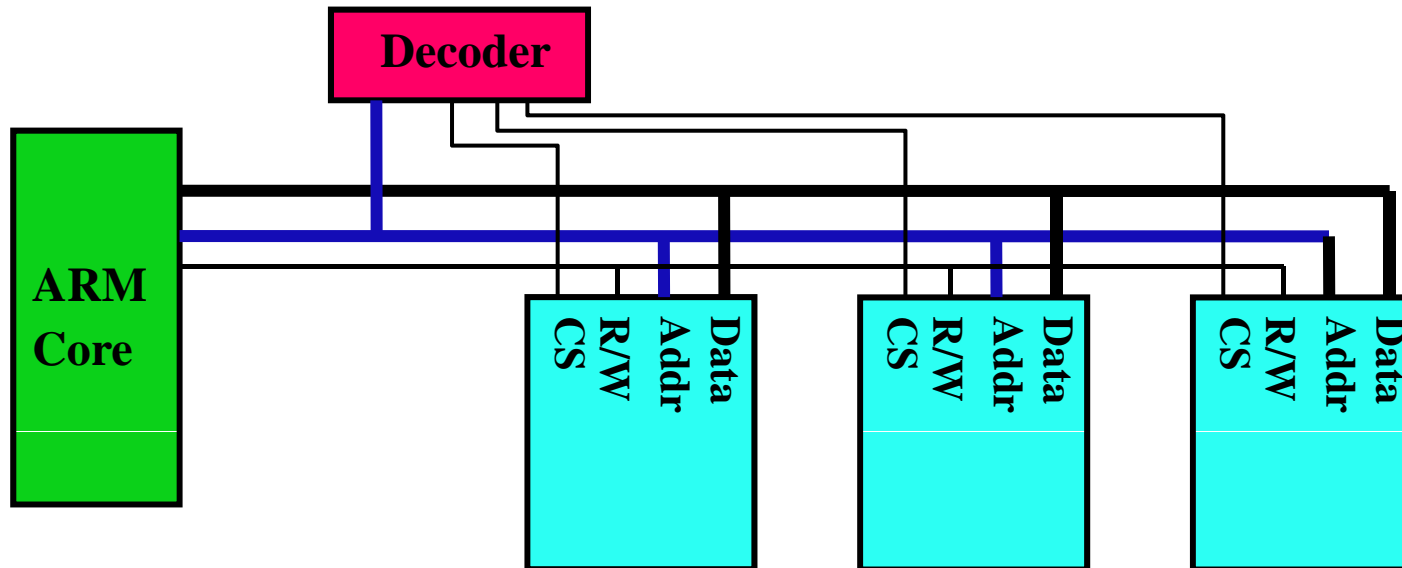 Decoder
ARM
Core
CS
R/W
Addr
Data
CS
R/W
Addr
Data
CS
R/W
Addr
Data